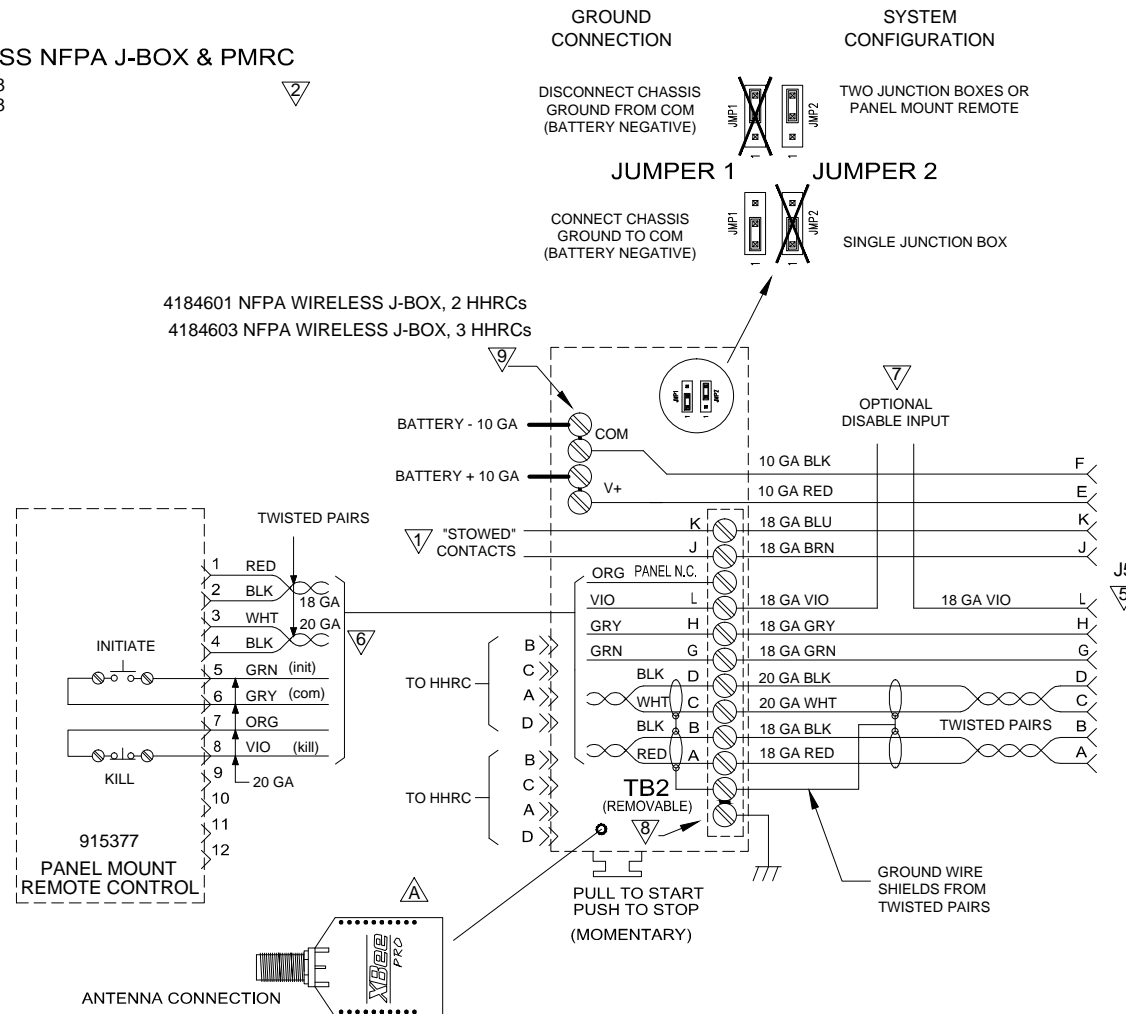 GROUND
CONNECTION
SYSTEM
CONFIGURATION
SS NFPA J-BOX & PMRC
2
DISCONNECT CHASSIS
GROUND FROM COM
(BATTERY NEGATIVE)
JMP1
1
JMP2
1
TWO JUNCTION BOXES OR
PANEL MOUNT REMOTE
JUMPER 1
JUMPER 2
CONNECT CHASSIS
GROUND TO COM
(BATTERY NEGATIVE)
JMP1
1
JMP2
1
SINGLE JUNCTION BOX
4184601 NFPA WIRELESS J-BOX, 2 HHRCs
4184603 NFPA WIRELESS J-BOX, 3 HHRCs
9
JMP1
1
JMP2
1
7
OPTIONAL
DISABLE INPUT
BATTERY - 10 GA
COM
BATTERY + 10 GA
V+
10 GA BLK
F
10 GA RED
E
1
"STOWED"
CONTACTS
K
18 GA BLU
K
J
18 GA BRN
J
J5
5
ORG PANEL N.C.
VIO
L
18 GA VIO
18 GA VIO
L
GRY
H
18 GA GRY
H
GRN
G
18 GA GRN
G
BLK
D
20 GA BLK
D
WHT
C
20 GA WHT
C
BLK
B
18 GA BLK
TWISTED PAIRS
B
RED
A
18 GA RED
A
TWISTED PAIRS
1 RED
2 BLK
18 GA
3 WHT
20 GA
4 BLK
6
INITIATE
5 GRN (init)
6 GRY (com)
7 ORG
8 VIO (kill)
KILL
9
20 GA
10
11
12
915377
PANEL MOUNT
REMOTE CONTROL
TO HHRC
B
C
A
D
TO HHRC
B
C
A
D
TB2
(REMOVABLE)
8
PULL TO START
PUSH TO STOP
(MOMENTARY)
GROUND WIRE
SHIELDS FROM
TWISTED PAIRS
A
XBee
PRO
ANTENNA CONNECTION